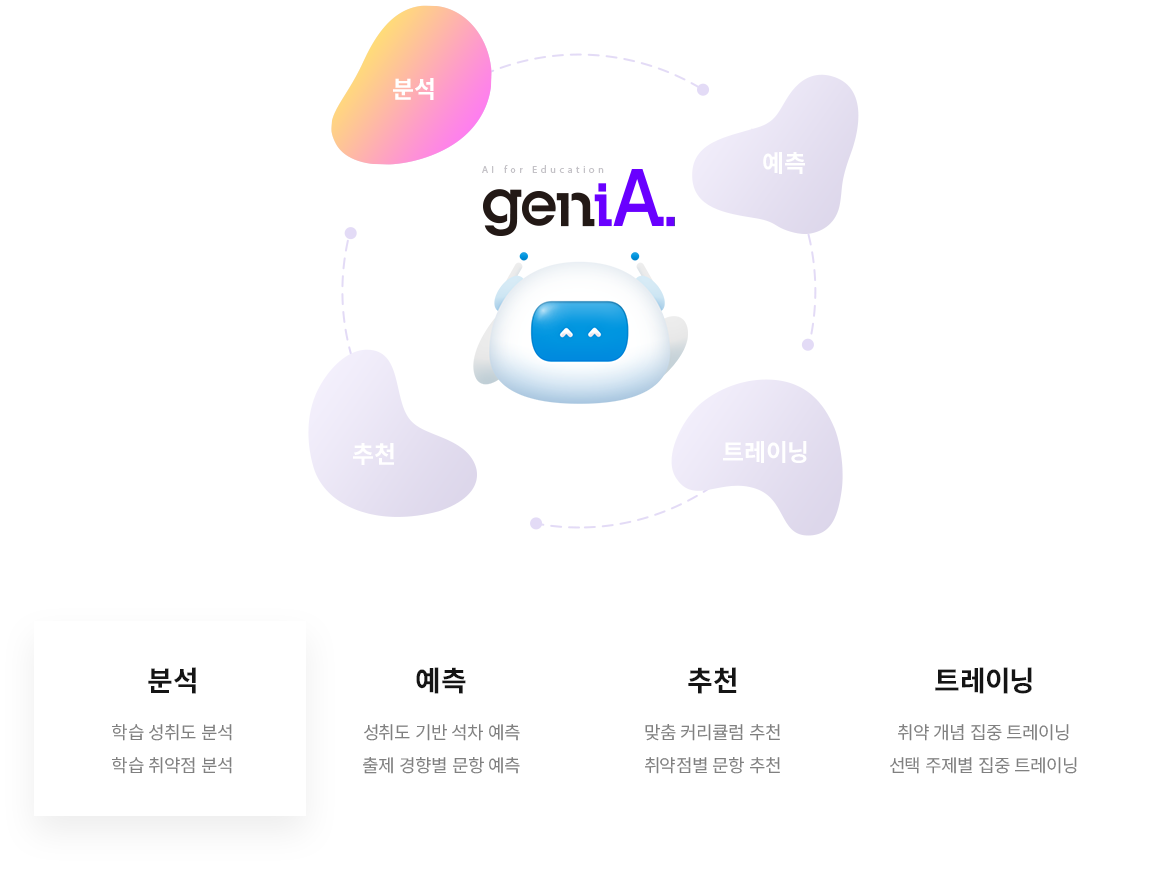 분석
예측
AI for Education
geniA.
추천
트레이닝
분석
학습 성취도 분석
학습 취약점 분석
예측
성취도 기반 석차 예측
출제 경향별 문항 예측
추천
맞춤 커리큘럼 추천
취약점별 문항 추천
트레이닝
취약 개념 집중 트레이닝
선택 주제별 집중 트레이닝